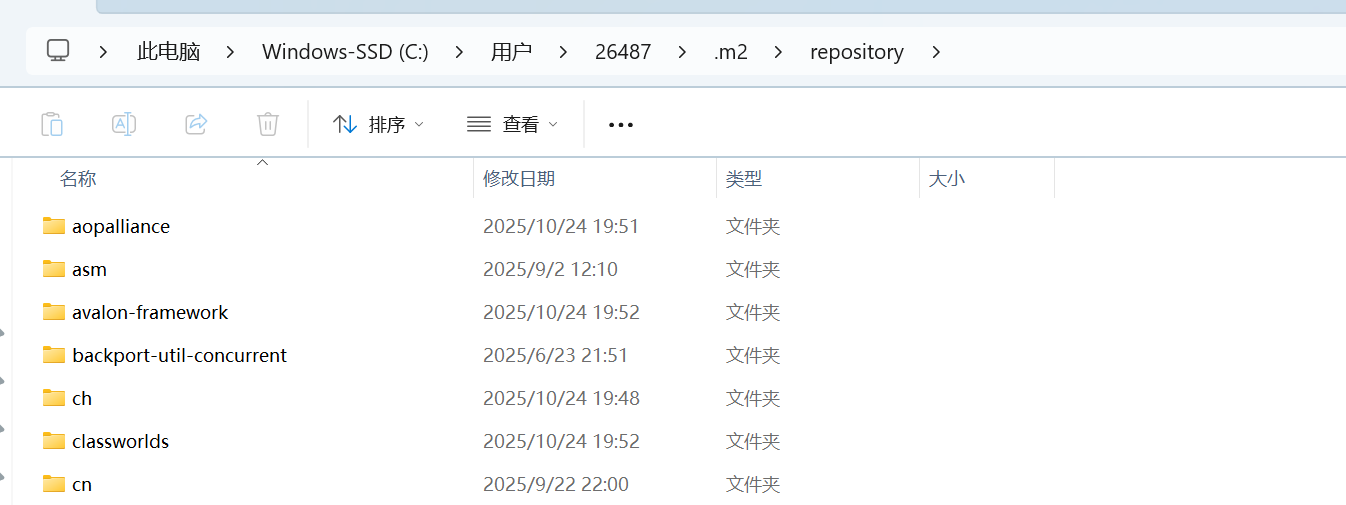 此电脑 Windows-SSD (C:) 用户 26487 .m2 repository
排序 查看
名称 修改日期 类型 大小
aopalliance 2025/10/24 19:51 文件夹
asm 2025/9/2 12:10 文件夹
avalon-framework 2025/10/24 19:52 文件夹
backport-util-concurrent 2025/6/23 21:51 文件夹
ch 2025/10/24 19:48 文件夹
classworlds 2025/10/24 19:52 文件夹
cn 2025/9/22 22:00 文件夹